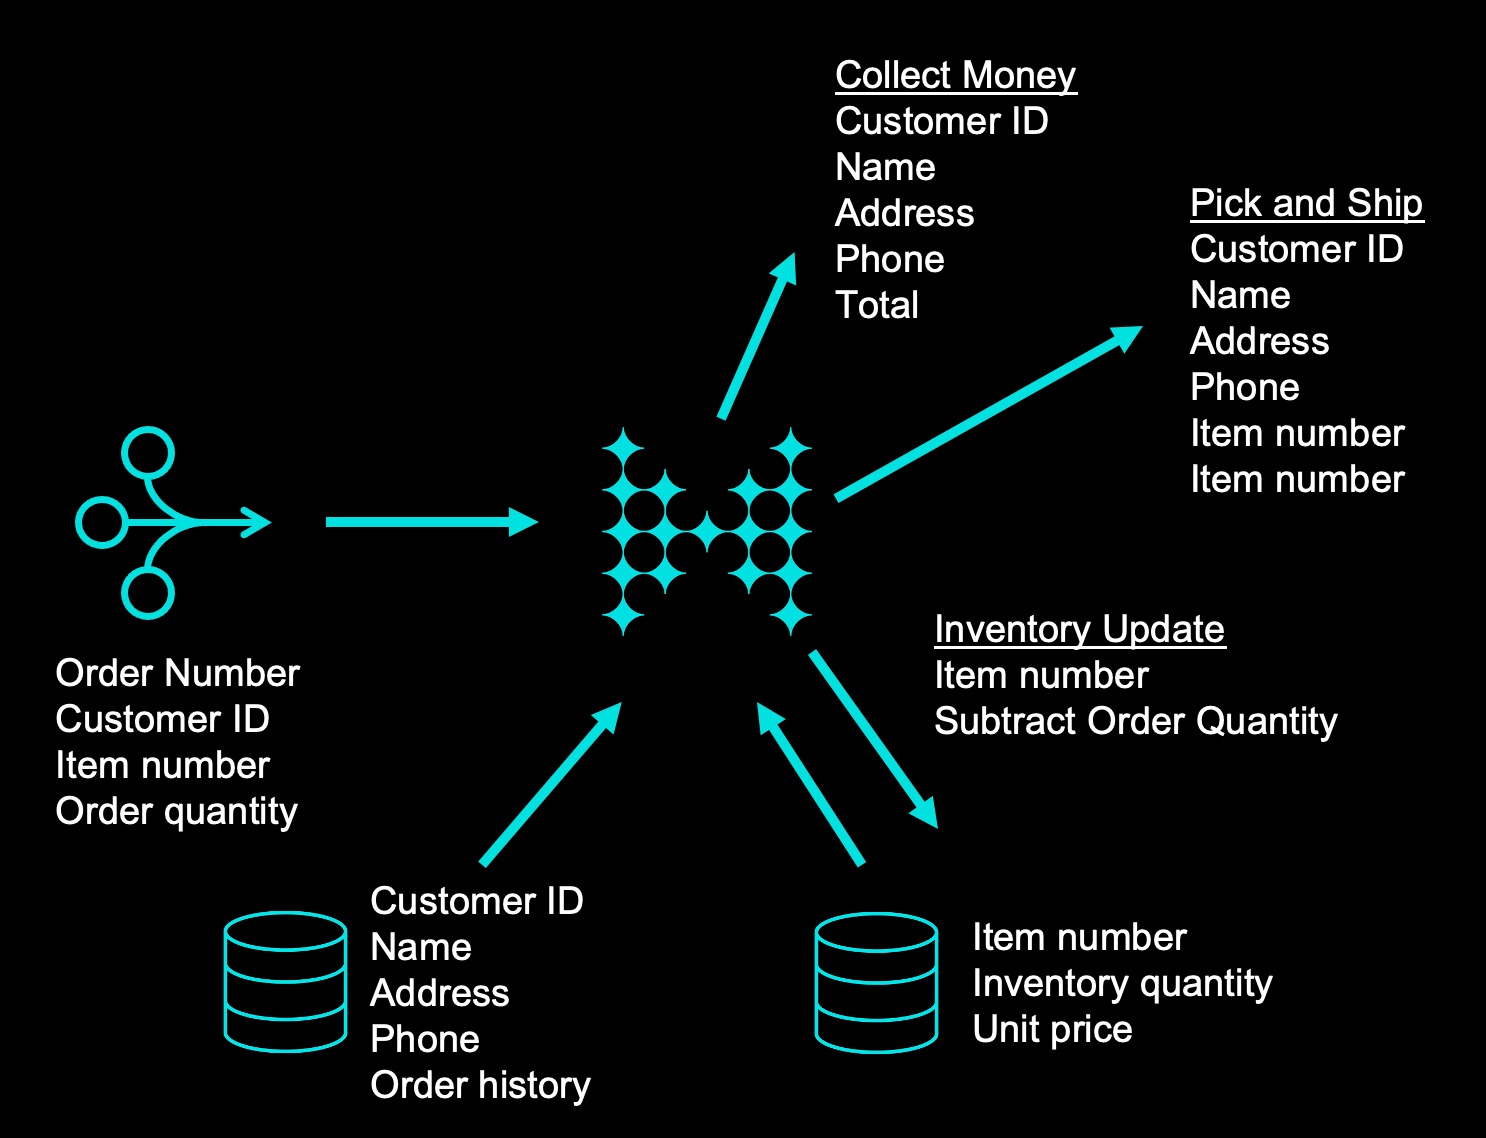 Collect Money
Customer ID
Name
Address
Phone
Total
Pick and Ship
Customer ID
Name
Address
Phone
Item number
Item number
Order Number
Customer ID
Item number
Order quantity
Inventory Update
Item number
Subtract Order Quantity
Customer ID
Name
Address
Phone
Order history
Item number
Inventory quantity
Unit price